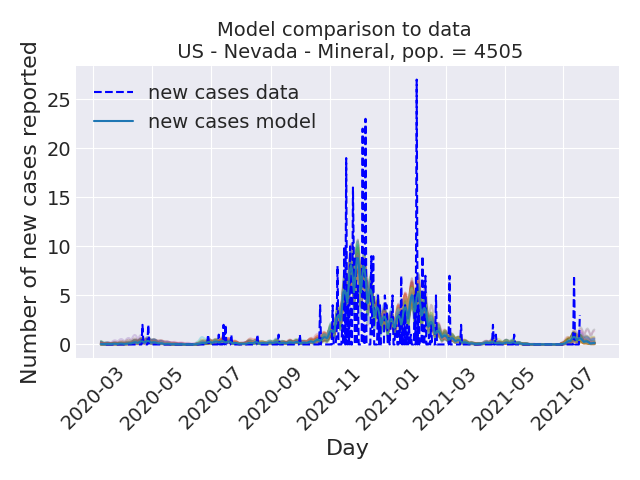 Model comparison to data
US - Nevada - Mineral, pop. = 4505
Number of new cases reported
25
20
15
10
5
0
new cases data
new cases model
2020-03
2020-05
2020-07
2020-09
2020-11
2021-01
2021-03
2021-05
2021-07
Day